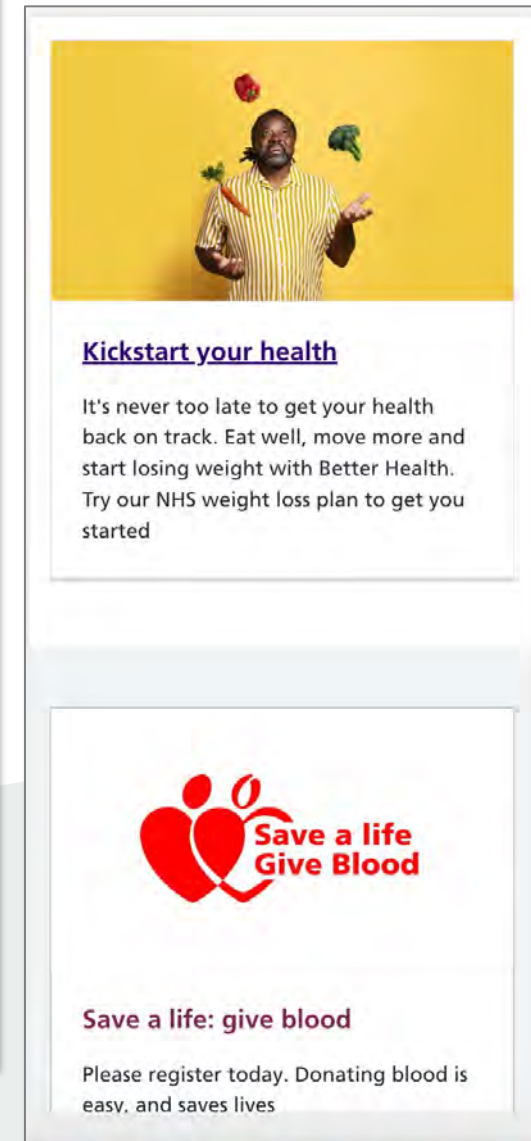 Kickstart your health
It's never too late to get your health
back on track. Eat well, move more and
start losing weight with Better Health.
Try our NHS weight loss plan to get you
started
Save a life
Give Blood
Save a life: give blood
Please register today. Donating blood is
easy, and saves lives